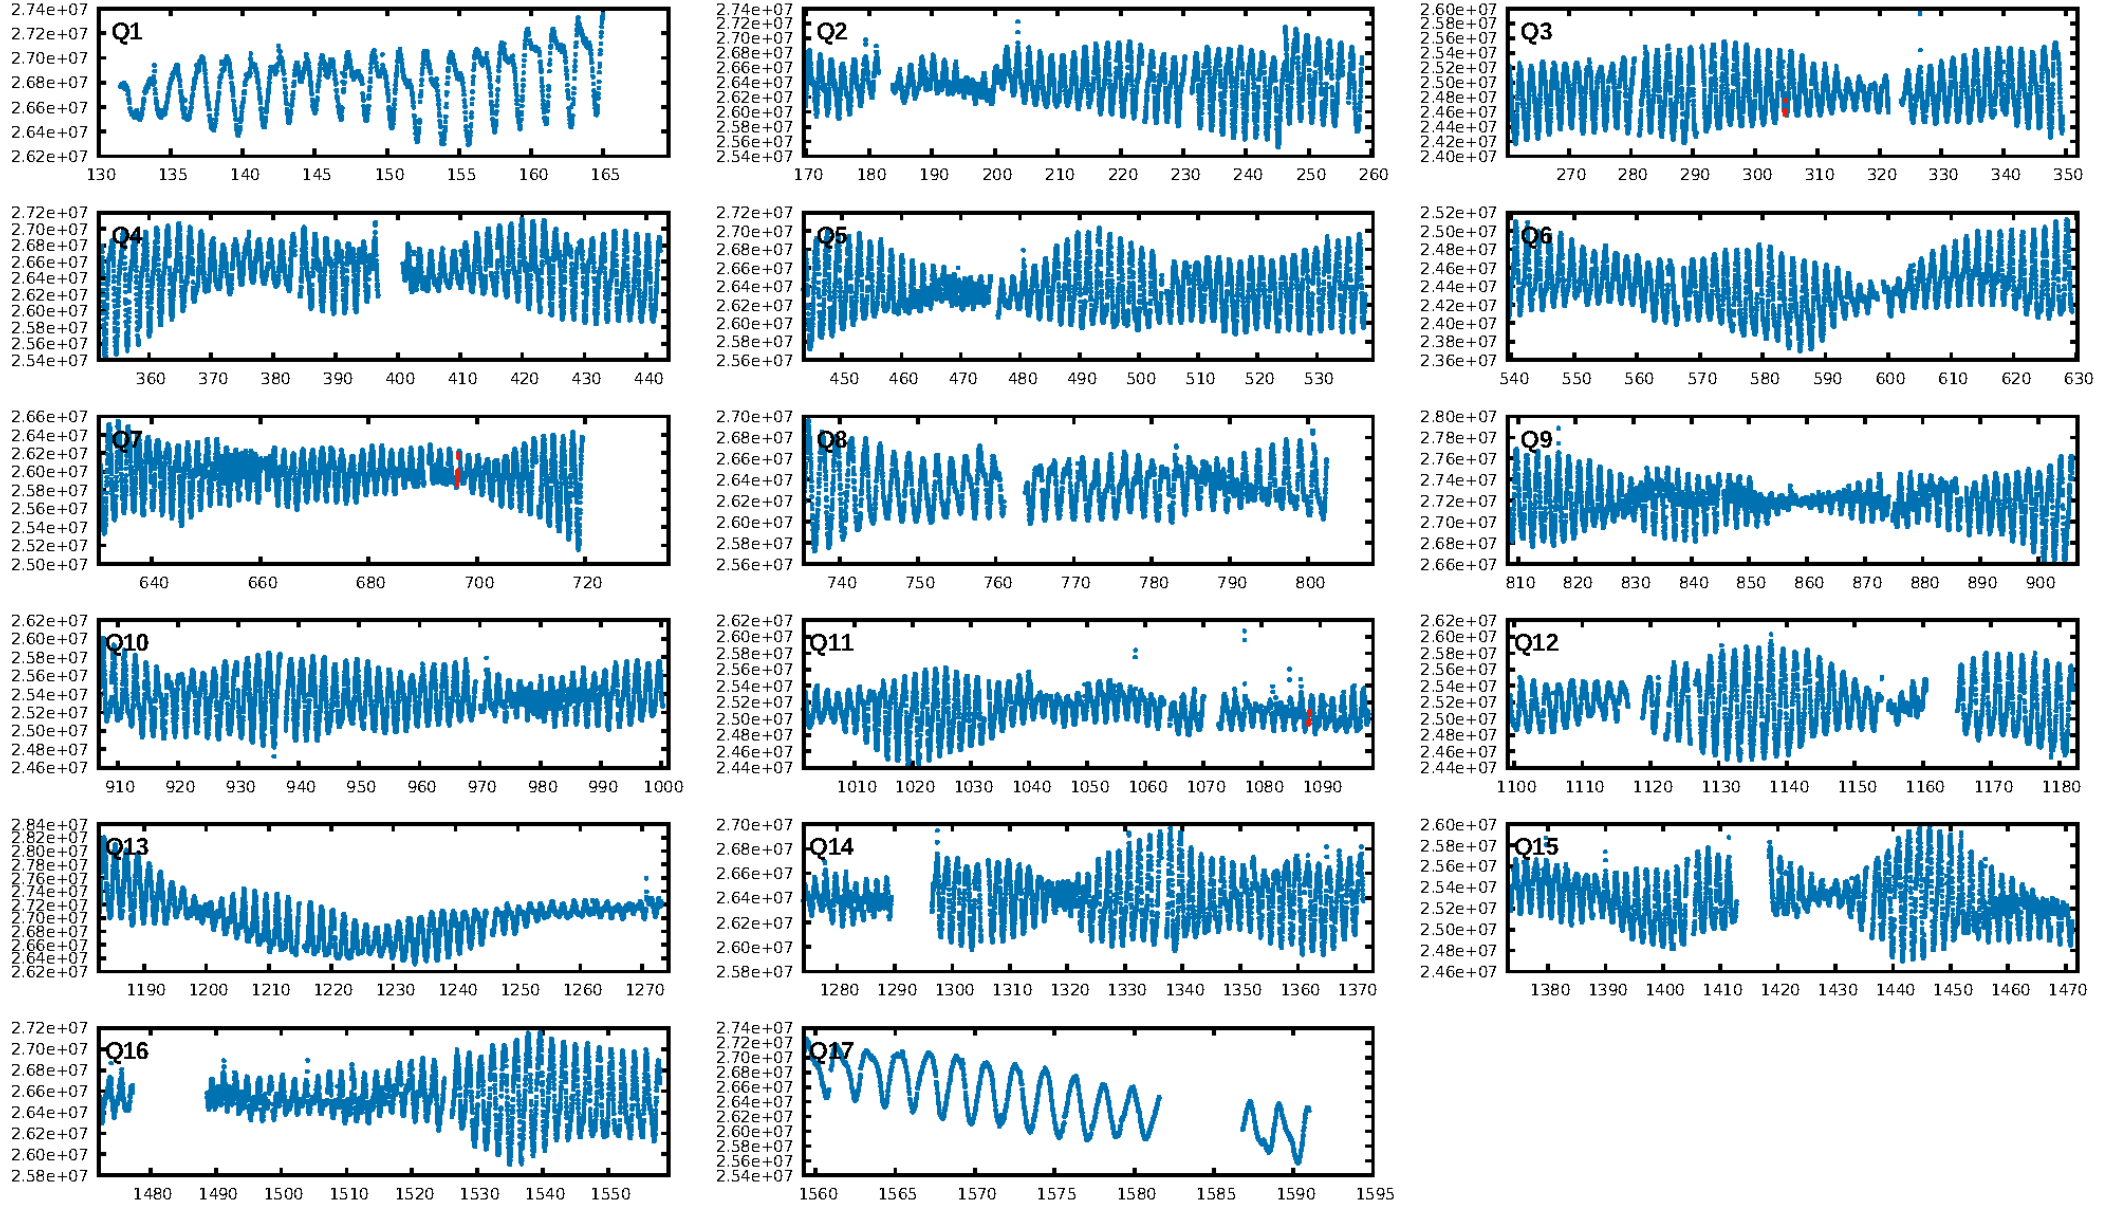 2.74e+07 2.72e+07 2.70e+07 2.68e+07 2.66e+07 2.64e+07 2.62e+07
Q1
130 135 140 145 150 155 160 165
2.74e+07 2.72e+07 2.70e+07 2.68e+07 2.66e+07 2.64e+07 2.62e+07 2.60e+07 2.58e+07 2.56e+07 2.54e+07
Q2
170 180 190 200 210 220 230 240 250 260
2.60e+07 2.58e+07 2.56e+07 2.54e+07 2.52e+07 2.50e+07 2.48e+07 2.46e+07 2.44e+07 2.42e+07 2.40e+07
Q3
270 280 290 300 310 320 330 340 350
2.72e+07 2.70e+07 2.68e+07 2.66e+07 2.64e+07 2.62e+07 2.60e+07 2.58e+07 2.56e+07 2.54e+07
Q4
360 370 380 390 400 410 420 430 440
2.72e+07 2.70e+07 2.68e+07 2.66e+07 2.64e+07 2.62e+07 2.60e+07 2.58e+07 2.56e+07
Q5
450 460 470 480 490 500 510 520 530
2.52e+07 2.50e+07 2.48e+07 2.46e+07 2.44e+07 2.42e+07 2.40e+07 2.38e+07 2.36e+07
Q6
540 550 560 570 580 590 600 610 620 630
2.66e+07 2.64e+07 2.62e+07 2.60e+07 2.58e+07 2.56e+07 2.54e+07 2.52e+07 2.50e+07
Q7
640 660 680 700 720
2.70e+07 2.68e+07 2.66e+07 2.64e+07 2.62e+07 2.60e+07 2.58e+07 2.56e+07
Q8
740 750 760 770 780 790 800
2.80e+07 2.78e+07 2.76e+07 2.74e+07 2.72e+07 2.70e+07 2.68e+07 2.66e+07
Q9
810 820 830 840 850 860 870 880 890 900
2.62e+07 2.60e+07 2.58e+07 2.56e+07 2.54e+07 2.52e+07 2.50e+07 2.48e+07 2.46e+07
Q10
910 920 930 940 950 960 970 980 990 1000
2.62e+07 2.60e+07 2.58e+07 2.56e+07 2.54e+07 2.52e+07 2.50e+07 2.48e+07 2.46e+07 2.44e+07
Q11
1010 1020 1030 1040 1050 1060 1070 1080 1090
2.62e+07 2.60e+07 2.58e+07 2.56e+07 2.54e+07 2.52e+07 2.50e+07 2.48e+07 2.46e+07 2.44e+07
Q12
1100 1110 1120 1130 1140 1150 1160 1170 1180
2.84e+07 2.82e+07 2.80e+07 2.78e+07 2.76e+07 2.74e+07 2.72e+07 2.70e+07 2.68e+07 2.66e+07 2.64e+07 2.62e+07
Q13
1190 1200 1210 1220 1230 1240 1250 1260 1270
2.70e+07 2.68e+07 2.66e+07 2.64e+07 2.62e+07 2.60e+07 2.58e+07
Q14
1280 1290 1300 1310 1320 1330 1340 1350 1360 1370
2.60e+07 2.58e+07 2.56e+07 2.54e+07 2.52e+07 2.50e+07 2.48e+07 2.46e+07
Q15
1380 1390 1400 1410 1420 1430 1440 1450 1460 1470
2.72e+07 2.70e+07 2.68e+07 2.66e+07 2.64e+07 2.62e+07 2.60e+07 2.58e+07
Q16
1480 1490 1500 1510 1520 1530 1540 1550
2.74e+07 2.72e+07 2.70e+07 2.68e+07 2.66e+07 2.64e+07 2.62e+07 2.60e+07 2.58e+07 2.56e+07 2.54e+07
Q17
1560 1565 1570 1575 1580 1585 1590 1595